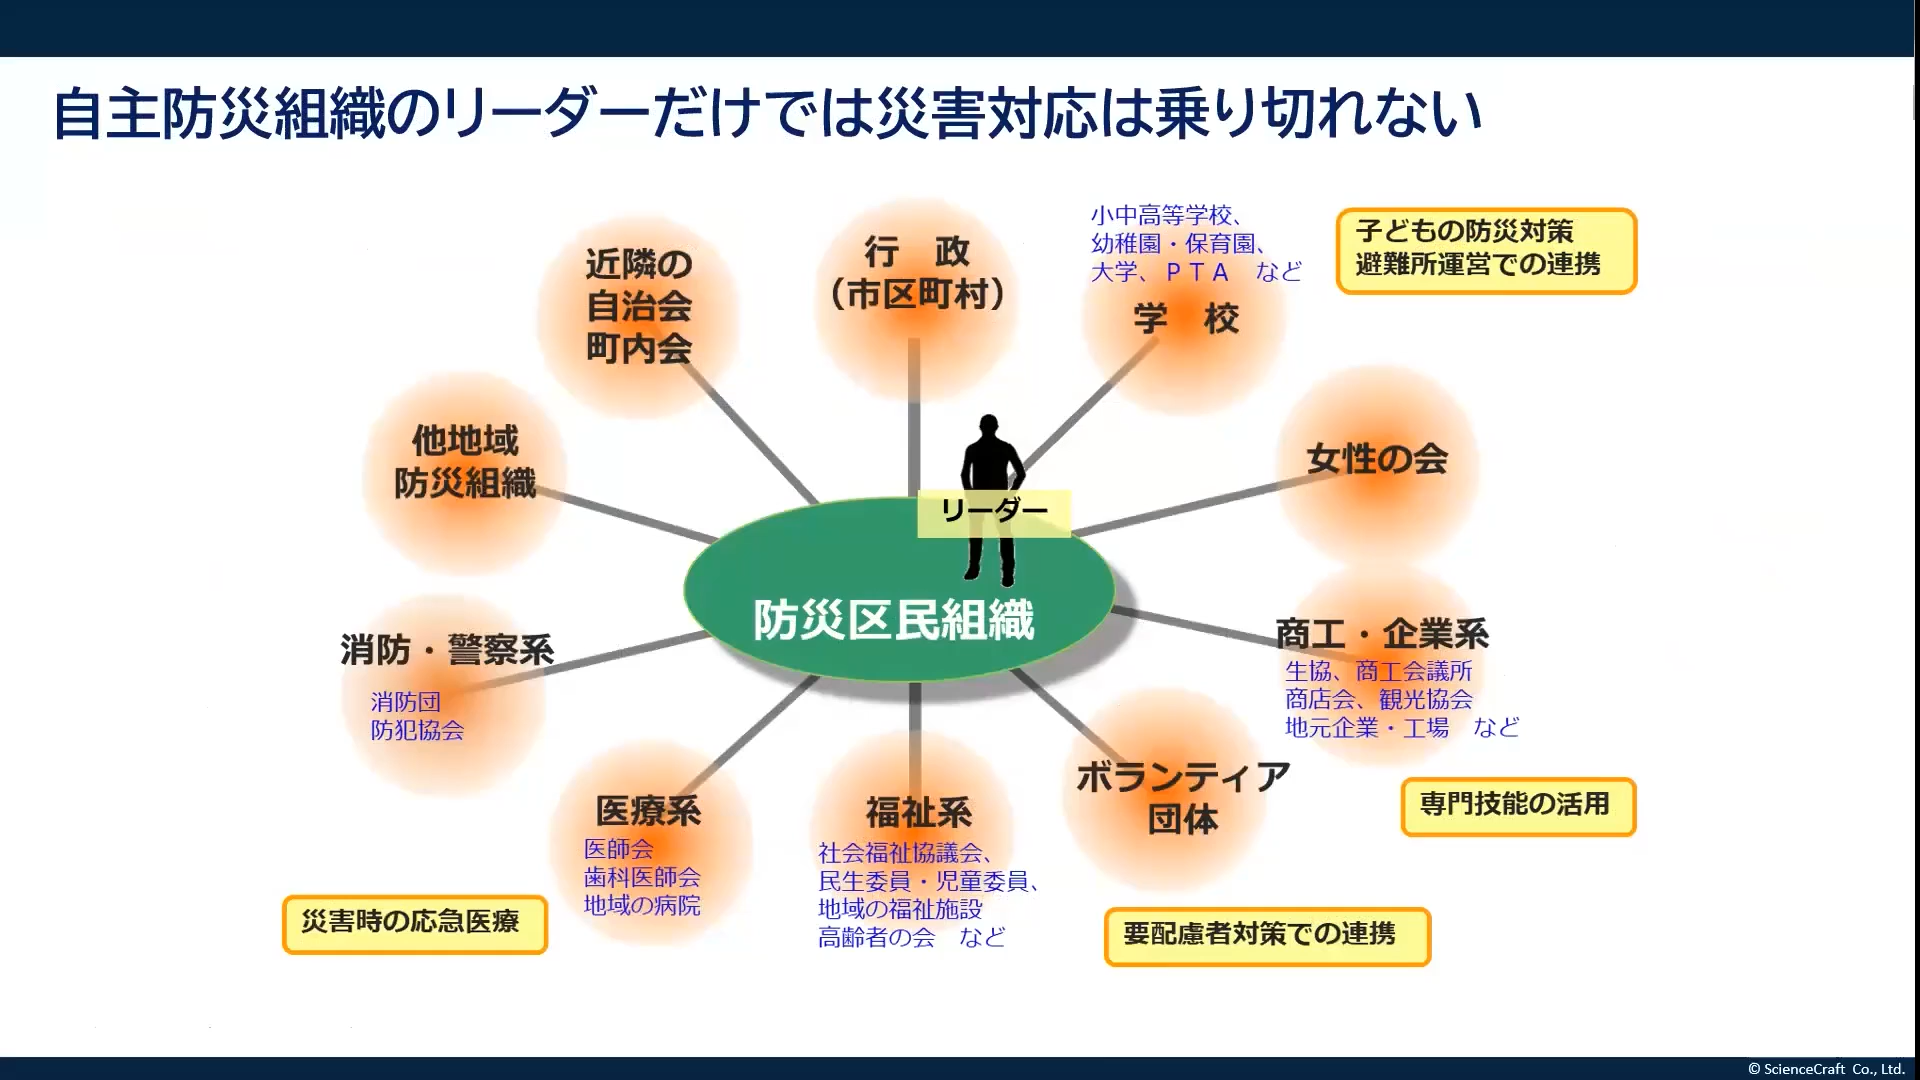 自主防災組織のリーダーだけでは災害対応は乗り切れない
近隣の
自治会
町内会
行　政
（市区町村）
小中高等学校、
幼稚園・保育園、
大学、ＰＴＡ　など
学　校
子どもの防災対策
避難所運営での連携
他地域
防災組織
女性の会
リーダー
防災区民組織
消防・警察系
消防団
防犯協会
商工・企業系
生協、商工会議所
商店会、観光協会
地元企業・工場　など
専門技能の活用
医療系
医師会
歯科医師会
地域の病院
災害時の応急医療
福祉系
社会福祉協議会、
民生委員・児童委員、
地域の福祉施設
高齢者の会　など
ボランティア
団体
要配慮者対策での連携
© ScienceCraft Co., Ltd.